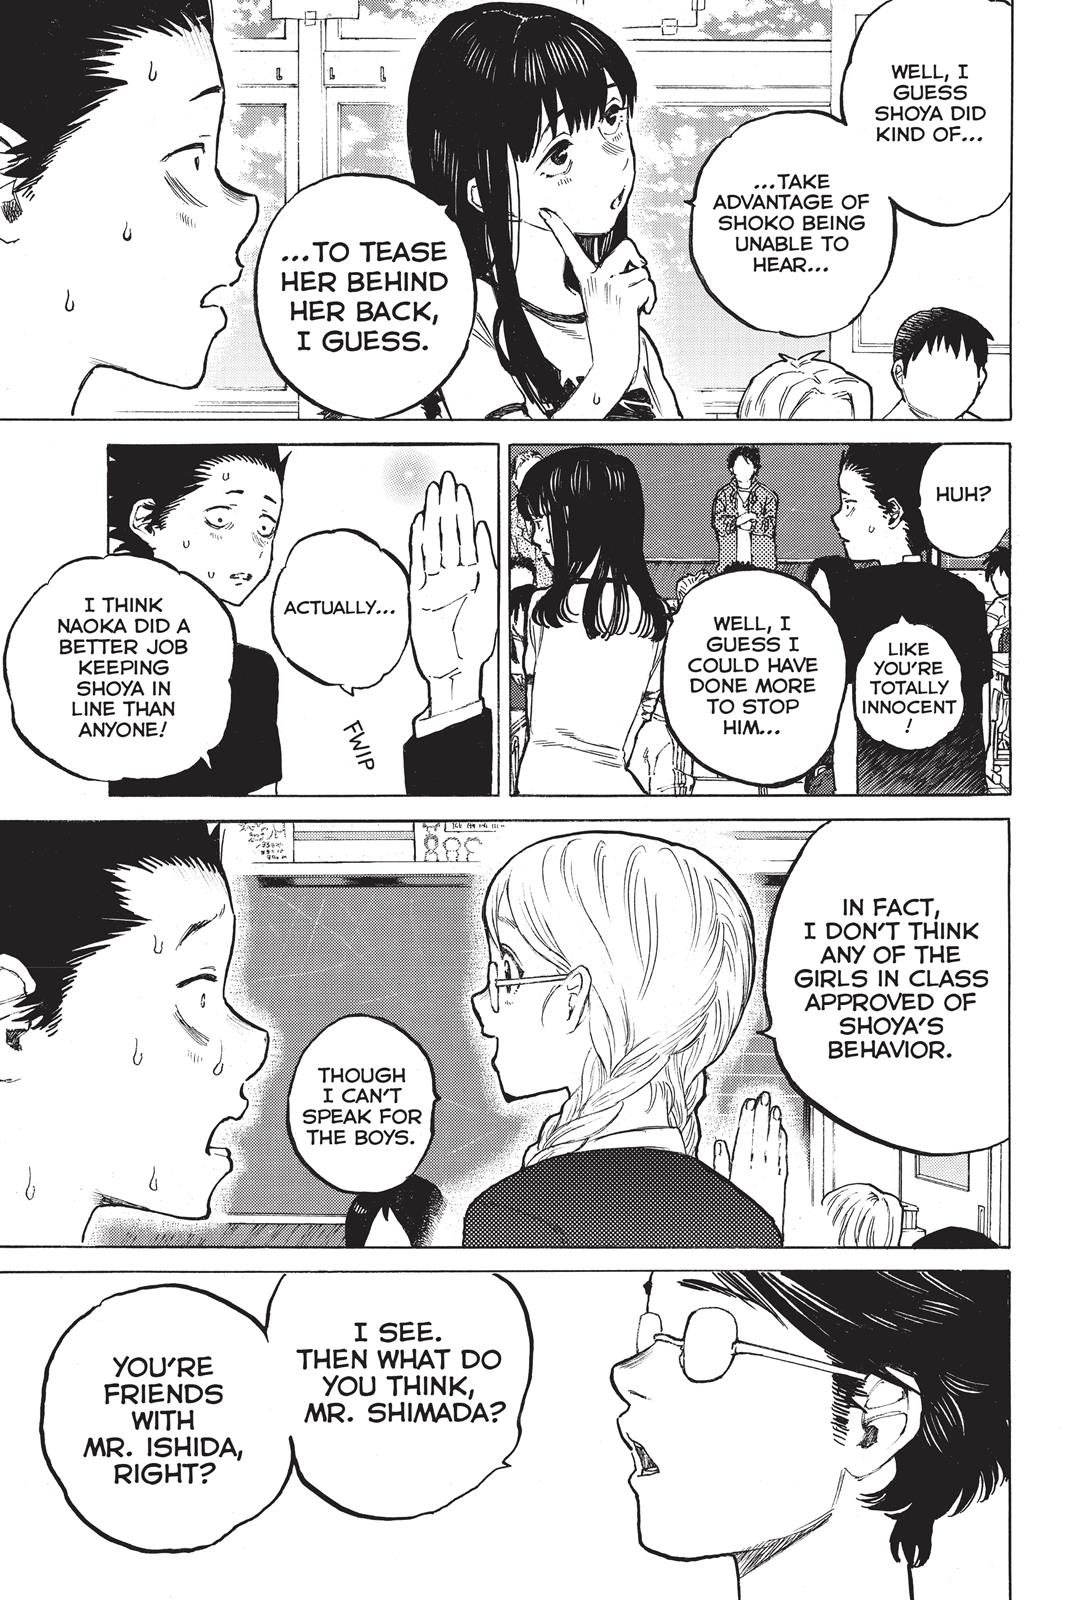 WELL, I
GUESS
SHOYA DID
KIND OF...
...TAKE
ADVANTAGE OF
SHOKO BEING
UNABLE TO
HEAR...
...TO TEASE
HER BEHIND
HER BACK,
I GUESS.
HUH?
LIKE
YOU'RE
TOTALLY
INNOCENT
!
WELL, I
GUESS I
COULD HAVE
DONE MORE
TO STOP
HIM...
ACTUALLY...
FWIP
I THINK
NAOKA DID A
BETTER JOB
KEEPING
SHOYA IN
LINE THAN
ANYONE!
IN FACT,
I DON'T THINK
ANY OF THE
GIRLS IN CLASS
APPROVED OF
SHOYA'S
BEHAVIOR.
THOUGH
I CAN'T
SPEAK FOR
THE BOYS.
I SEE.
THEN WHAT DO
YOU THINK,
MR. SHIMADA?
YOU'RE
FRIENDS
WITH
MR. ISHIDA,
RIGHT?